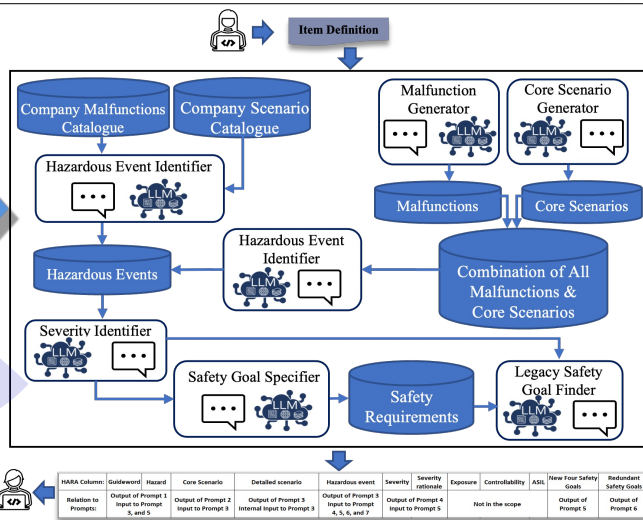 Item Definition
Company Malfunctions
Catalogue
Company Scenario
Catalogue
Malfunction
Generator
LLM
Core Scenario
Generator
LLM
Hazardous Event Identifier
LLM
Malfunctions
Core Scenarios
Hazardous Event
Identifier
LLM
Hazardous Events
Combination of All
Malfunctions &
Core Scenarios
Severity Identifier
LLM
Safety Goal Specifier
LLM
Safety
Requirements
Legacy Safety
Goal Finder
LLM
HARA Column: Guideword Hazard Core Scenario Detailed scenario Hazardous event Severity Severity rationale Exposure Controllability ASIL New Four Safety Goals Redundant Safety Goals
Relation to Prompts: Output of Prompt 1 Input to Prompt 3, and 5 Output of Prompt 2 Input to Prompt 3 Output of Prompt 3 Internal Input to Prompt 3 Output of Prompt 3 Input to Prompt 4, 5, 6, and 7 Output of Prompt 4 Input to Prompt 5 Not in the scope Output of Prompt 5 Output of Prompt 6